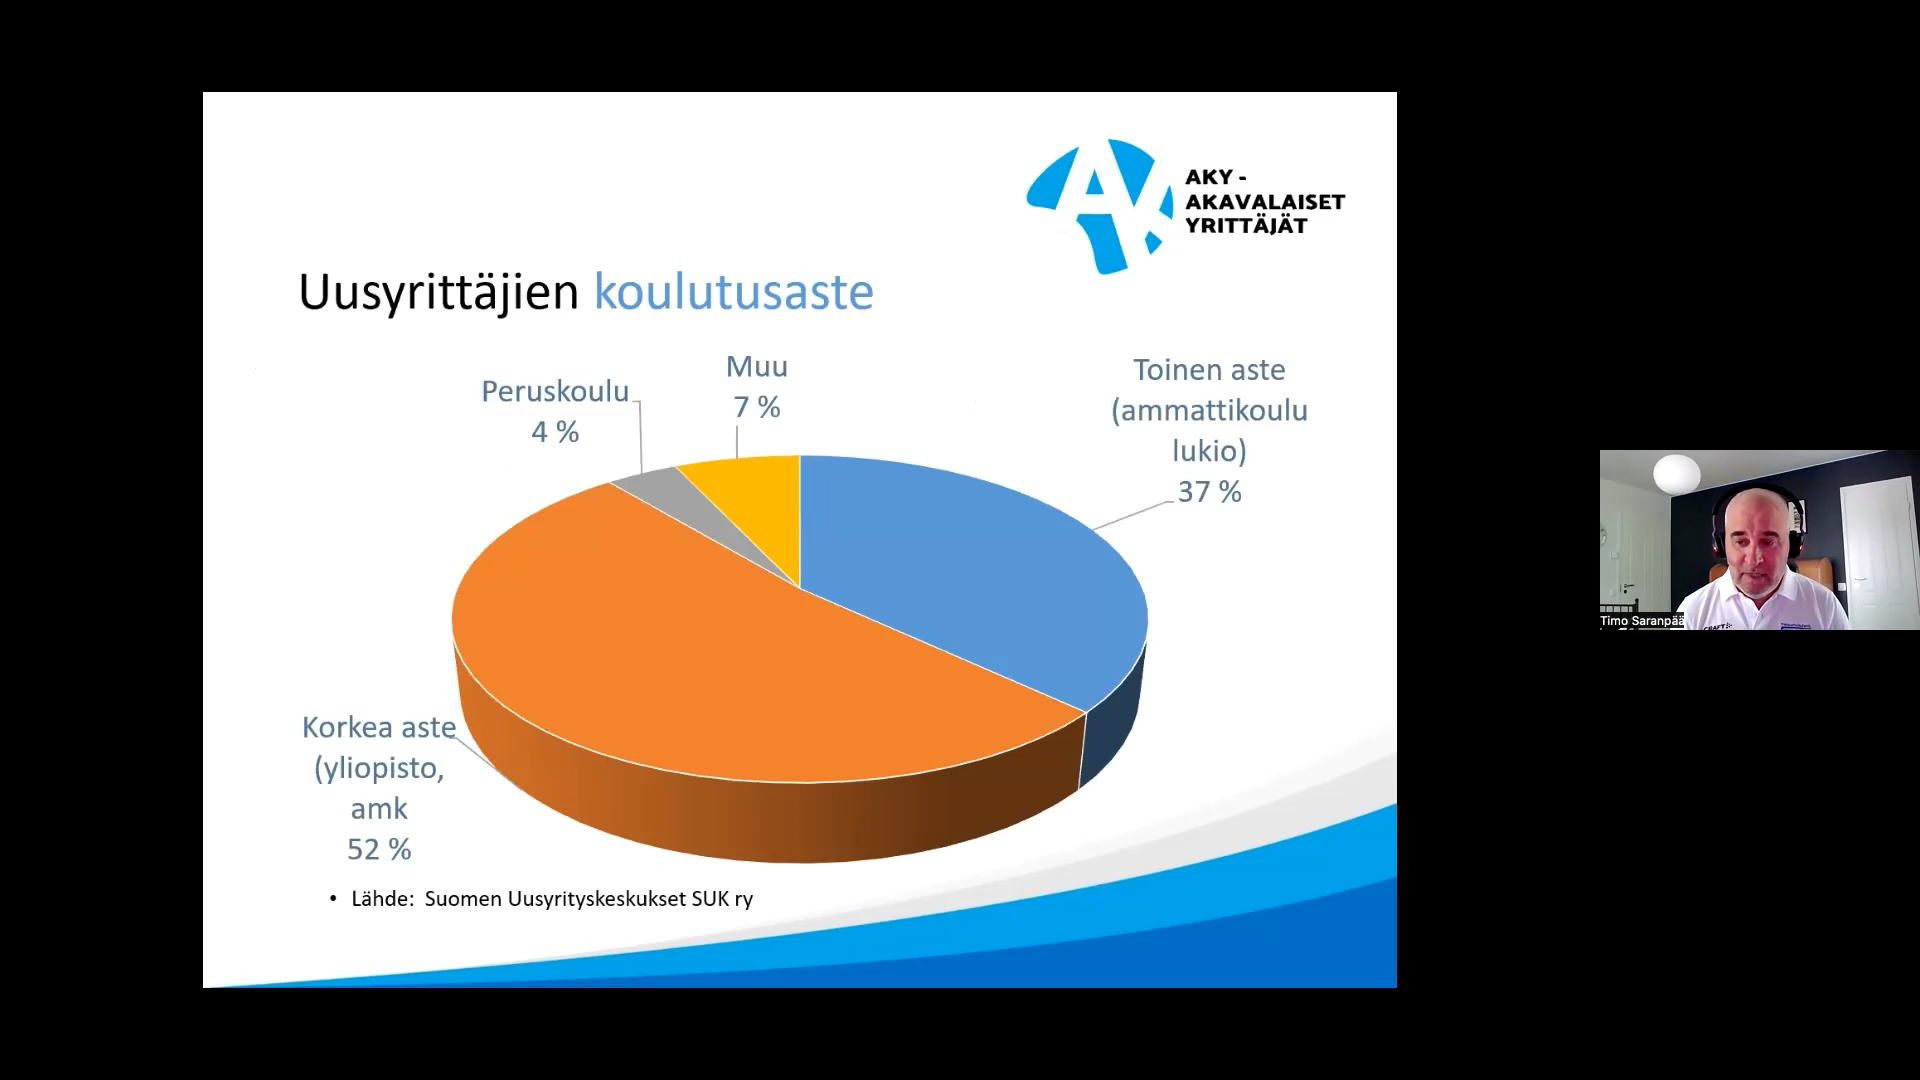 AKY -
AKAVALAISET
YRITTÄJÄT
Uusyrittäjien koulutusaste
Peruskoulu
4 %
Muu
7 %
Toinen aste
(ammattikoulu
lukio)
37 %
Korkea aste
(yliopisto,
amk
52 %
• Lähde: Suomen Uusyrityskeskukset SUK ry
Timo Saranpää